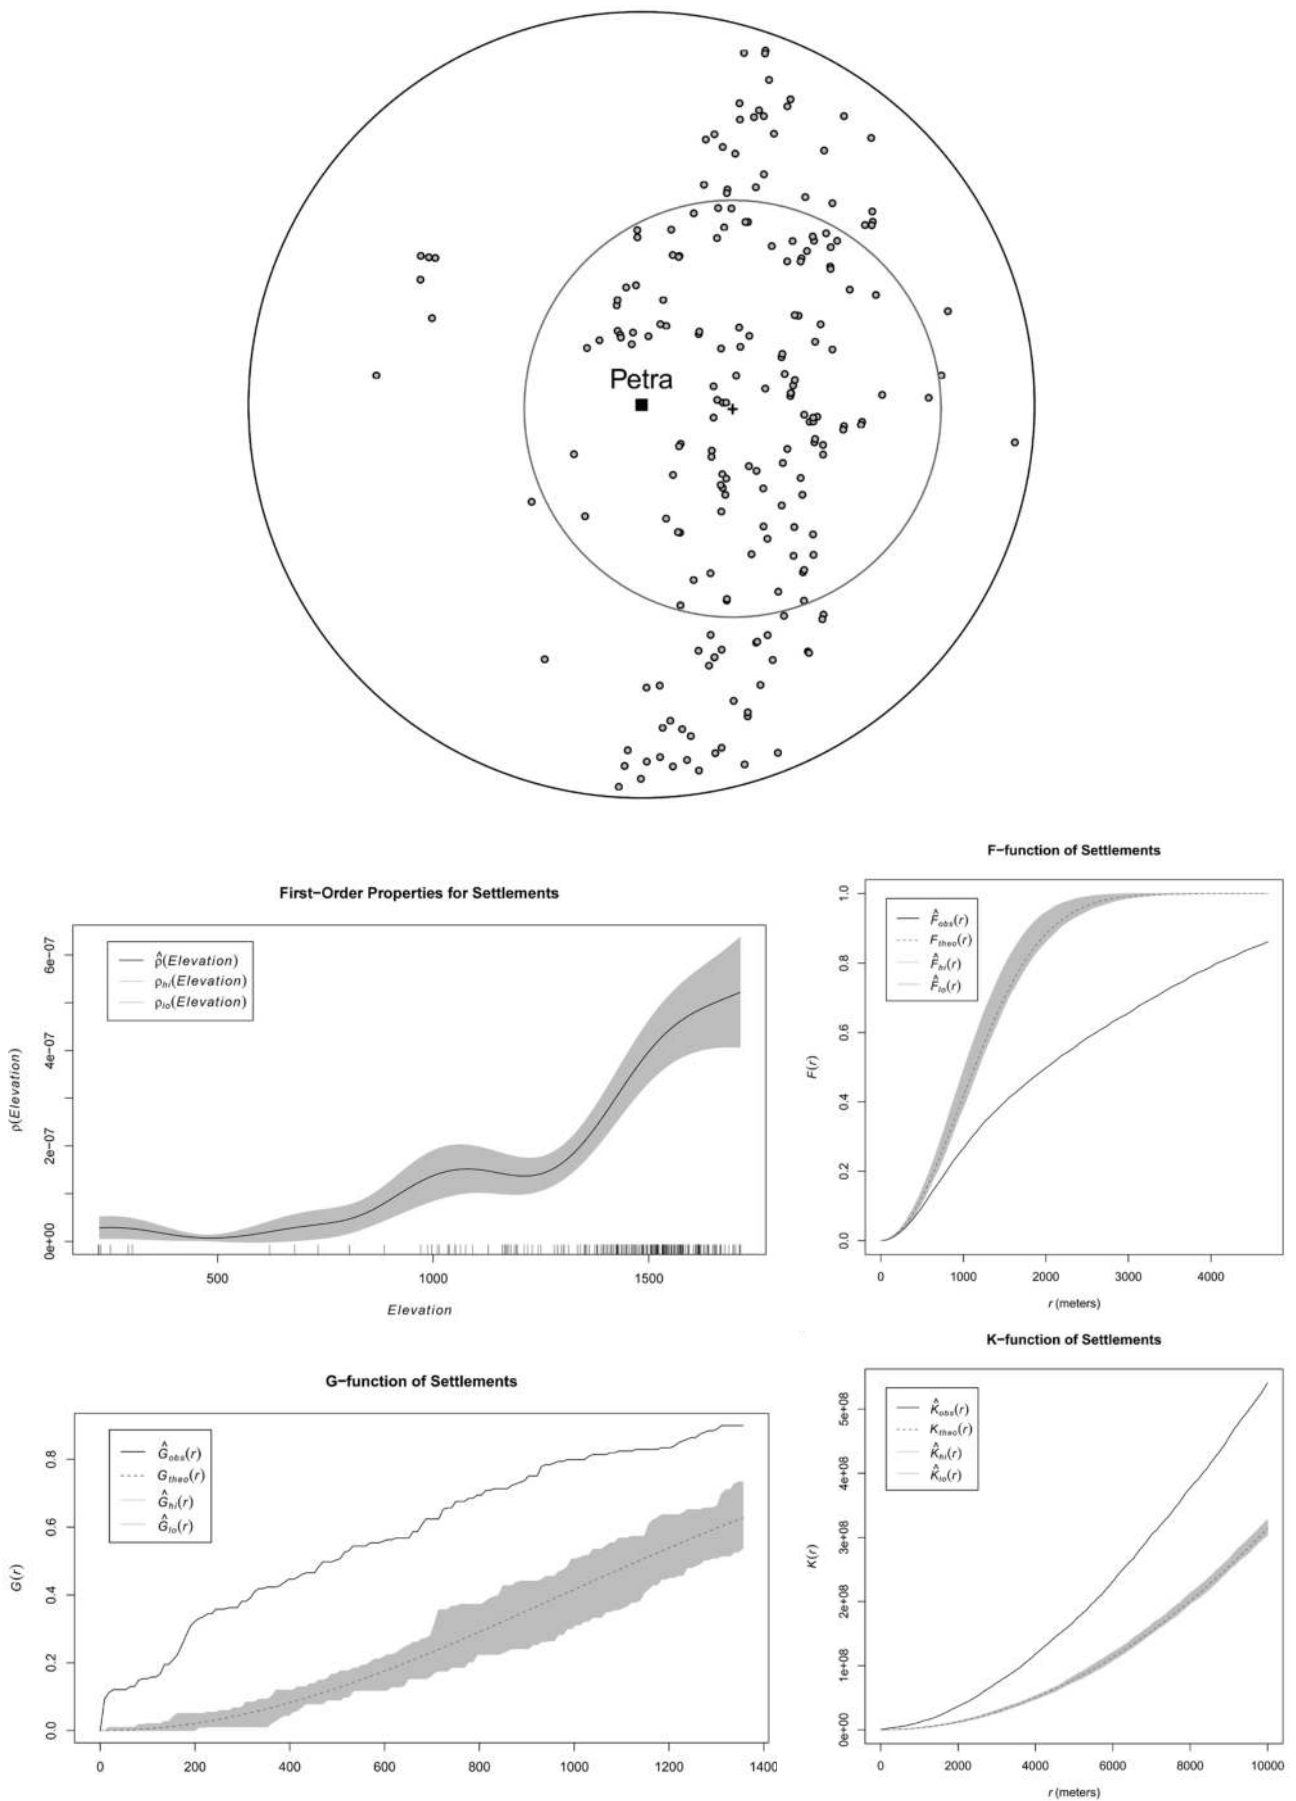 Petra
First-Order Properties for Settlements
ρ̂(Elevation)
ρhi(Elevation)
ρlo(Elevation)
ρ(Elevation)
0e+00 2e-07 4e-07 6e-07
500 1000 1500
Elevation
F-function of Settlements
F̂obs(r)
Ftheo(r)
F̂hi(r)
F̂lo(r)
F(r)
0.0 0.2 0.4 0.6 0.8 1.0
0 1000 2000 3000 4000
r (meters)
G-function of Settlements
Ĝobs(r)
Gtheo(r)
Ĝhi(r)
Ĝlo(r)
G(r)
0.0 0.2 0.4 0.6 0.8
0 200 400 600 800 1000 1200 1400
K-function of Settlements
K̂obs(r)
Ktheo(r)
K̂hi(r)
K̂lo(r)
K(r)
0e+00 1e+08 2e+08 3e+08 4e+08 5e+08
0 2000 4000 6000 8000 10000
r (meters)